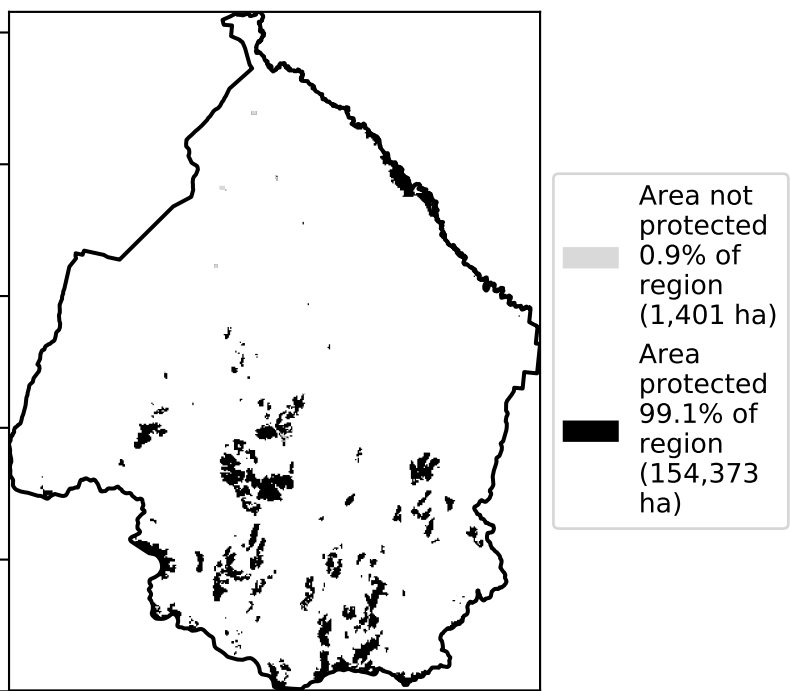 Area not
protected
0.9% of
region
(1,401 ha)
Area
protected
99.1% of
region
(154,373
ha)